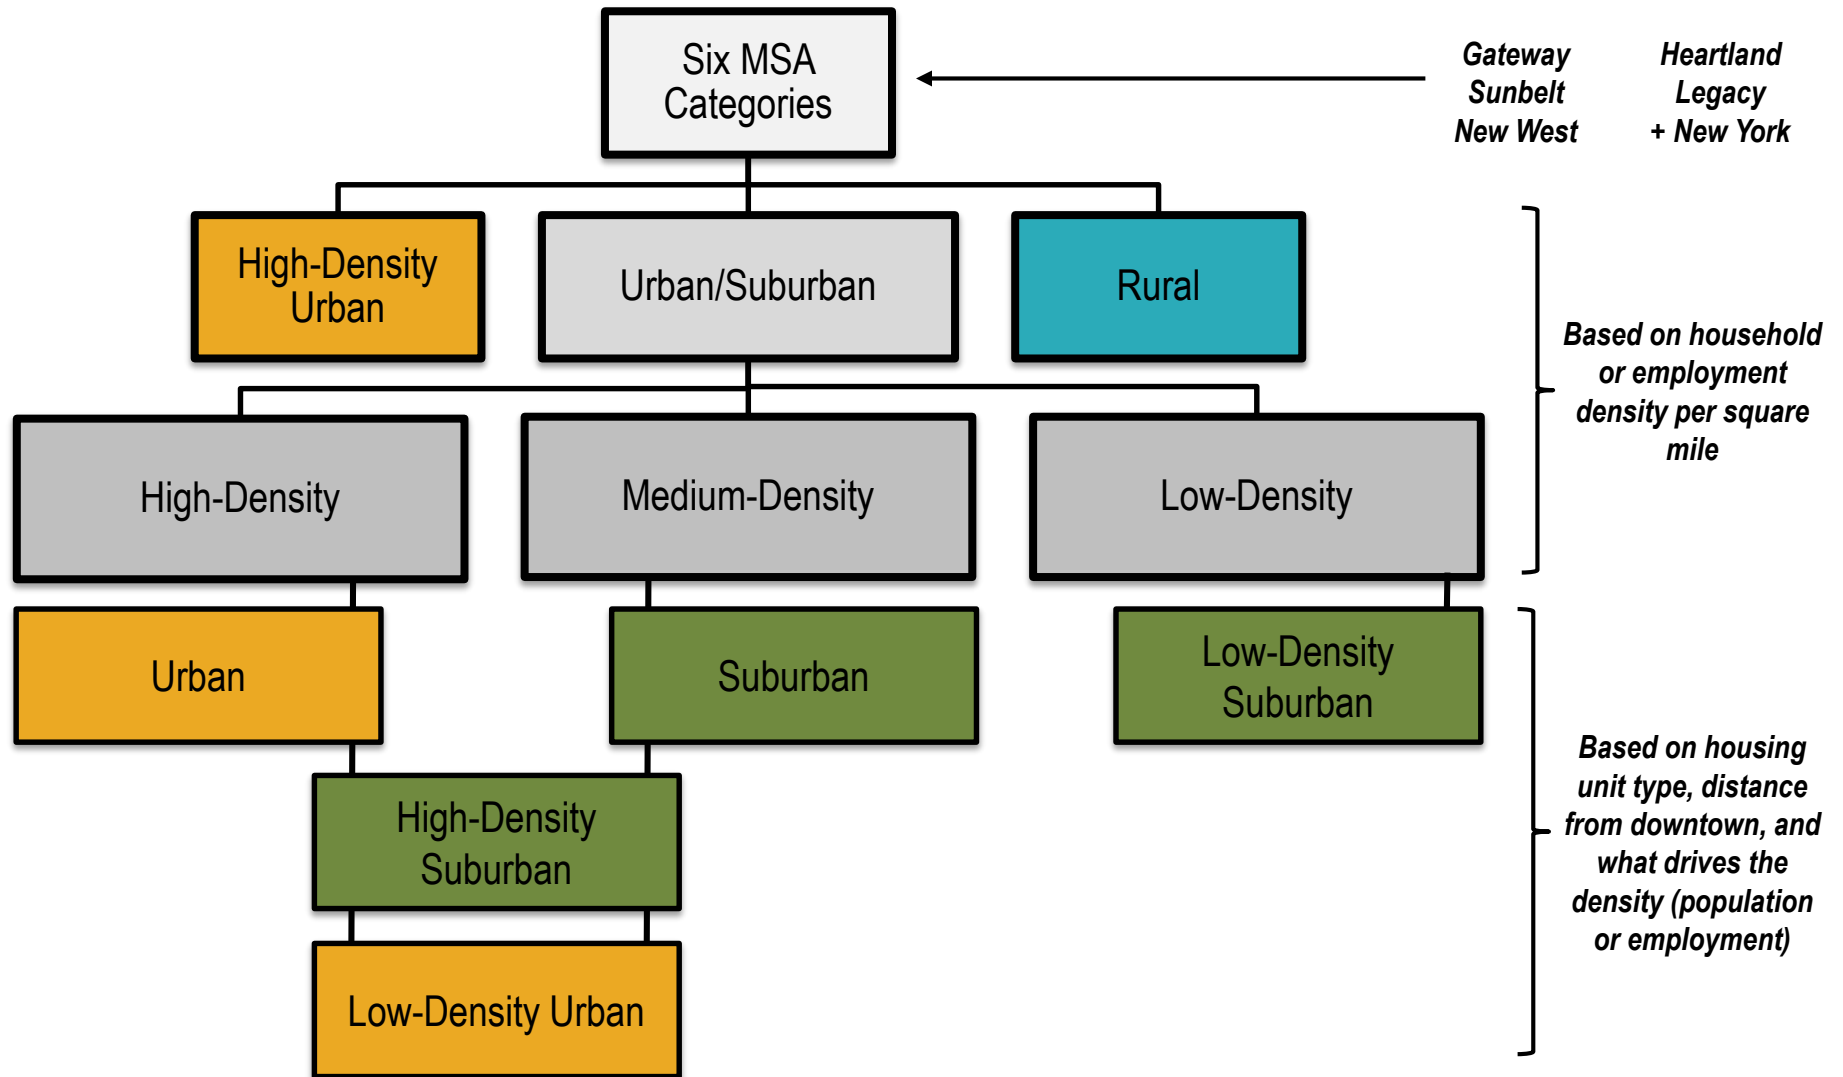 Six MSA
Categories
Gateway
Sunbelt
New West
Heartland
Legacy
+ New York
High-Density
Urban
Urban/Suburban
Rural
Based on household
or employment
density per square
mile
High-Density
Medium-Density
Low-Density
Urban
Suburban
Low-Density
Suburban
High-Density
Suburban
Low-Density Urban
Based on housing
unit type, distance
from downtown, and
what drives the
density (population
or employment)